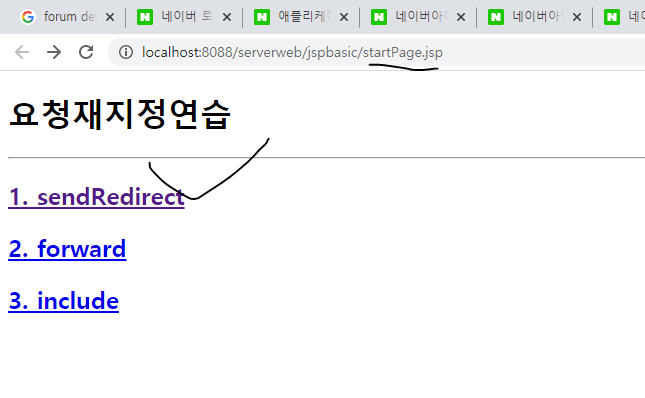 forum de
네이버 로
애플리케이
네이버아이
네이버아이
네이
localhost:8088/serverweb/jspbasic/startPage.jsp
요청재지정연습
1. sendRedirect
2. forward
3. include